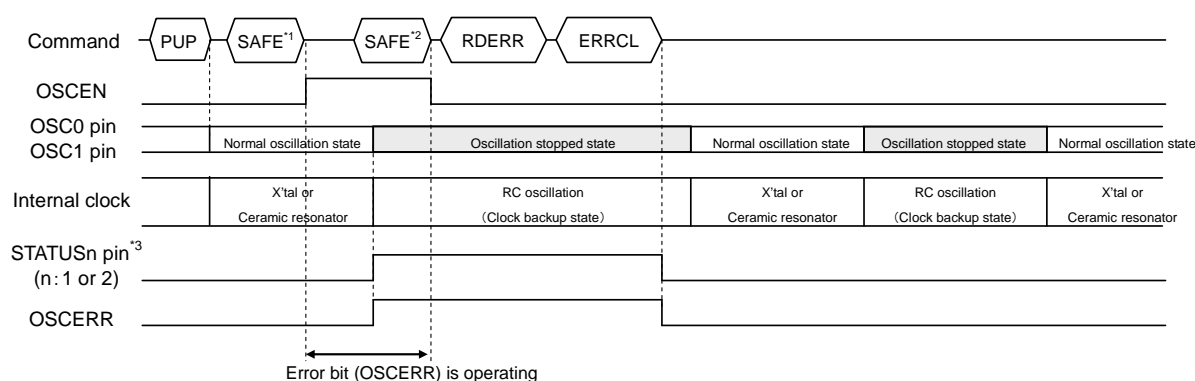 Command PUP SAFE*1 SAFE*2 RDERR ERRCL
OSCEN
OSC0 pin
OSC1 pin
Normal oscillation state Oscillation stopped state Normal oscillation state Oscillation stopped state Normal oscillation state
Internal clock
X'tal or RC oscillation X'tal or RC oscillation X'tal or
Ceramic resonator （Clock backup state） Ceramic resonator （Clock backup state） Ceramic resonator
STATUSn pin*3
(n：1 or 2)
OSCERR
Error bit (OSCERR) is operating